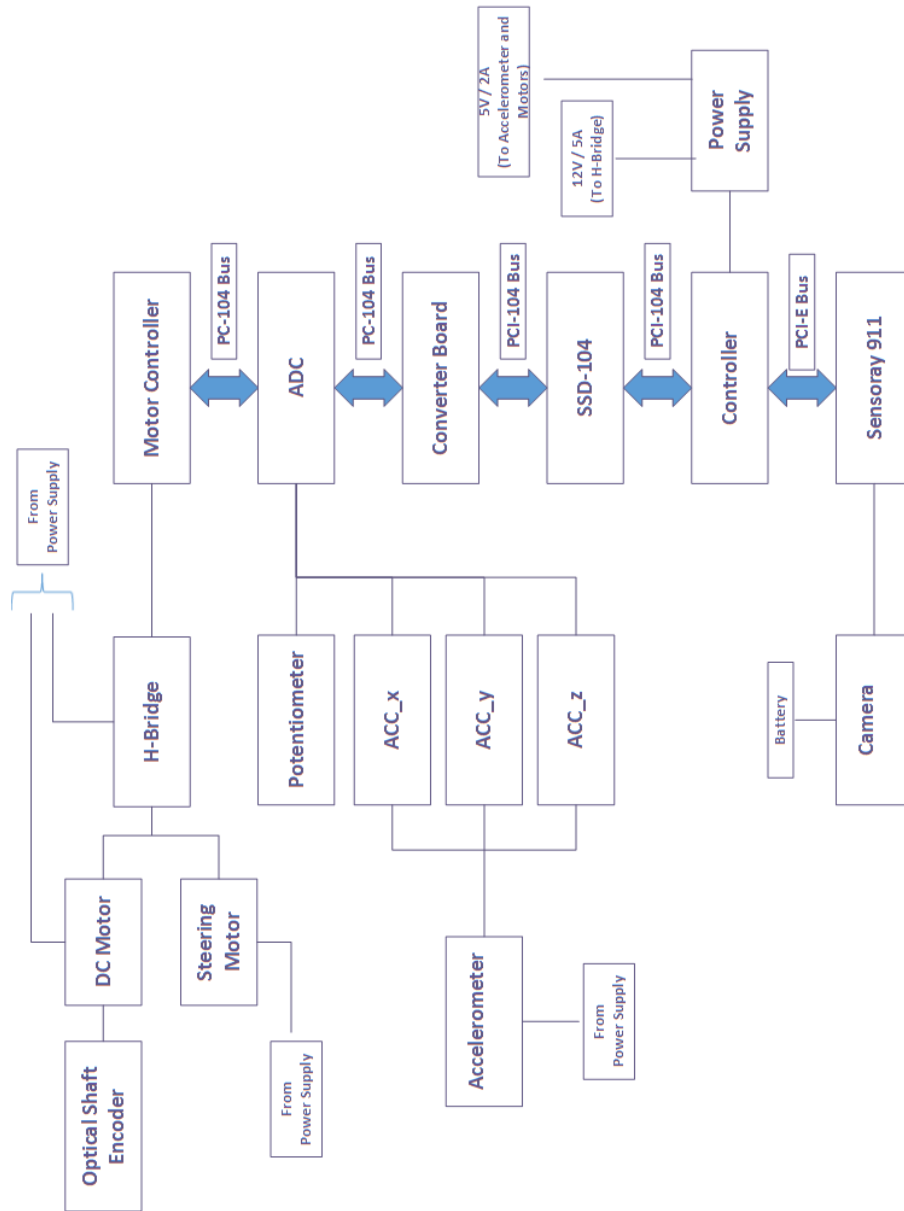 From
Power Supply
Optical Shaft
Encoder
DC Motor
H-Bridge
Motor Controller
Steering
Motor
PC-104 Bus
From
Power Supply
Potentiometer
ADC
PC-104 Bus
ACC_x
Accelerometer
ACC_y
Converter Board
5V / 2A
(To Accelerometer and
Motors)
PCI-104 Bus
From
Power Supply
ACC_z
SSD-104
12V / 5A
(To H-Bridge)
PCI-104 Bus
Controller
Power
Supply
Battery
PCI-E Bus
Camera
Sensoray 911